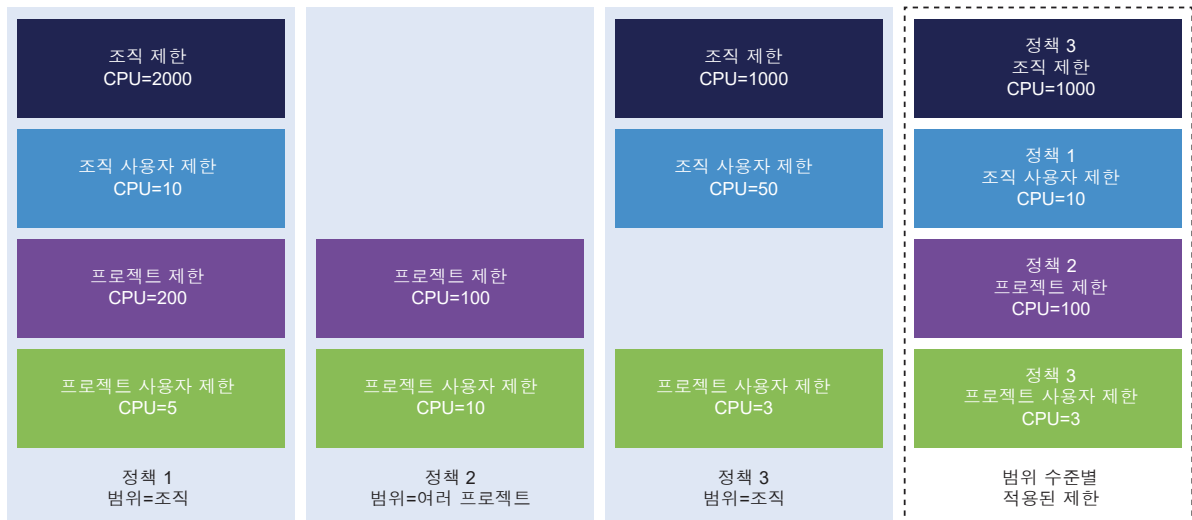 조직 제한
CPU=2000
조직 사용자 제한
CPU=10
프로젝트 제한
CPU=200
프로젝트 사용자 제한
CPU=5
정책 1
범위=조직
프로젝트 제한
CPU=100
프로젝트 사용자 제한
CPU=10
정책 2
범위=여러 프로젝트
조직 제한
CPU=1000
조직 사용자 제한
CPU=50
프로젝트 사용자 제한
CPU=3
정책 3
범위=조직
정책 3
조직 제한
CPU=1000
정책 1
조직 사용자 제한
CPU=10
정책 2
프로젝트 제한
CPU=100
정책 3
프로젝트 사용자 제한
CPU=3
범위 수준별
적용된 제한